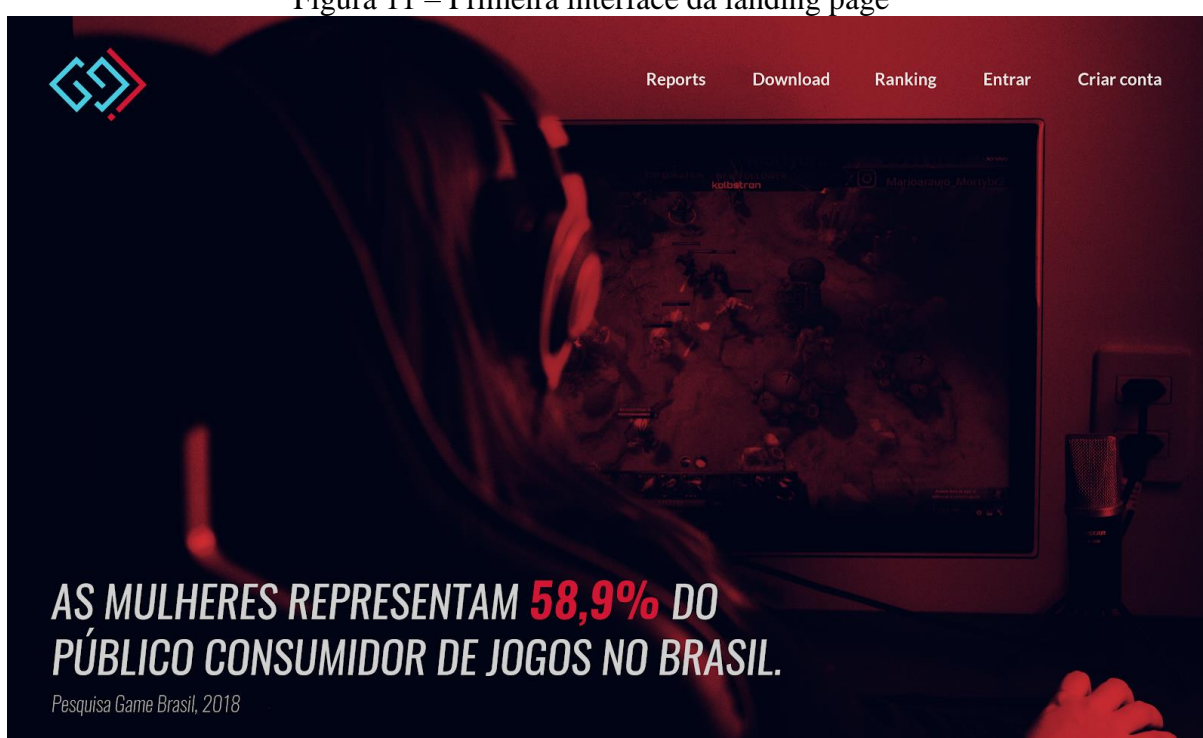 Figura 11 – Primeira interface da landing page
Reports Download Ranking Entrar Criar conta
kolbatron
AS MULHERES REPRESENTAM 58,9% DO
PÚBLICO CONSUMIDOR DE JOGOS NO BRASIL.
Pesquisa Game Brasil, 2018